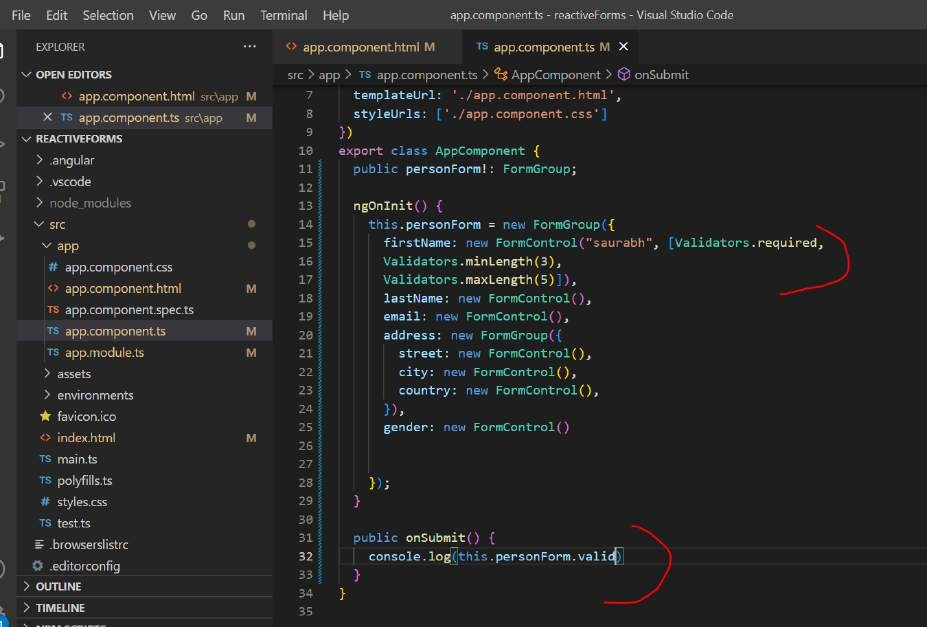 File Edit Selection View Go Run Terminal Help app.component.ts - reactiveForms - Visual Studio Code
EXPLORER ···
OPEN EDITORS
<> app.component.html src\app M
× TS app.component.ts src\app M
REACTIVEFORMS
> .angular
> .vscode
> node_modules
src
app
# app.component.css
<> app.component.html M
TS app.component.spec.ts
TS app.component.ts M
TS app.module.ts M
> assets
> environments
favicon.ico
<> index.html M
TS main.ts
TS polyfills.ts
# styles.css
TS test.ts
.browserslistrc
.editorconfig
> OUTLINE
> TIMELINE
<> app.component.html M TS app.component.ts M ×
src > app > TS app.component.ts > AppComponent > onSubmit
7 templateUrl: './app.component.html',
8 styleUrls: ['./app.component.css']
9 })
10 export class AppComponent {
11 public personForm!: FormGroup;
12
13 ngOnInit() {
14 this.personForm = new FormGroup({
15 firstName: new FormControl("saurabh", [Validators.required,
16 Validators.minLength(3),
17 Validators.maxLength(5)]),
18 lastName: new FormControl(),
19 email: new FormControl(),
20 address: new FormGroup({
21 street: new FormControl(),
22 city: new FormControl(),
23 country: new FormControl(),
24 }),
25 gender: new FormControl()
26
27
28 });
29 }
30
31 public onSubmit() {
32 console.log(this.personForm.valid)
33 }
34 }
35